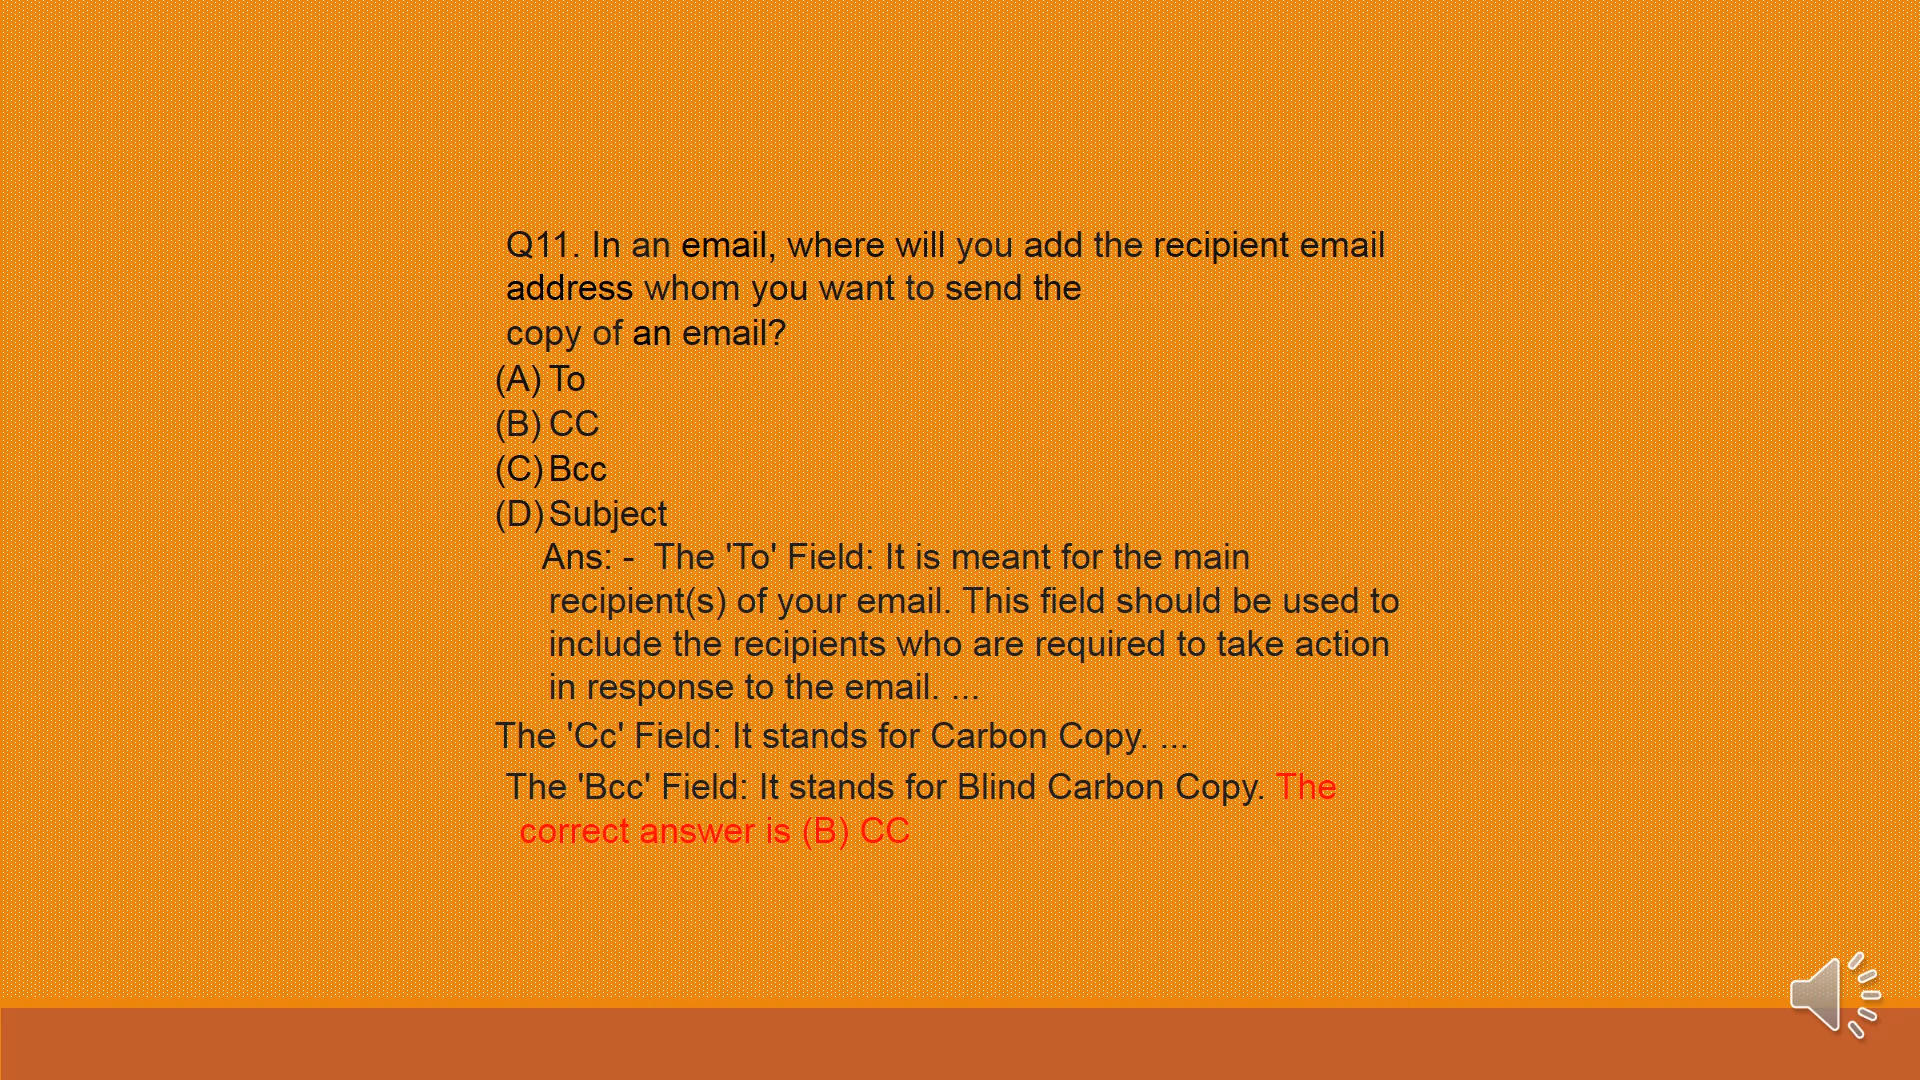 Q11. In an email, where will you add the recipient email
address whom you want to send the
copy of an email?
(A) To
(B) CC
(C) Bcc
(D) Subject
Ans: - The 'To' Field: It is meant for the main
recipient(s) of your email. This field should be used to
include the recipients who are required to take action
in response to the email. ...
The 'Cc' Field: It stands for Carbon Copy. ...
The 'Bcc' Field: It stands for Blind Carbon Copy. The
correct answer is (B) CC